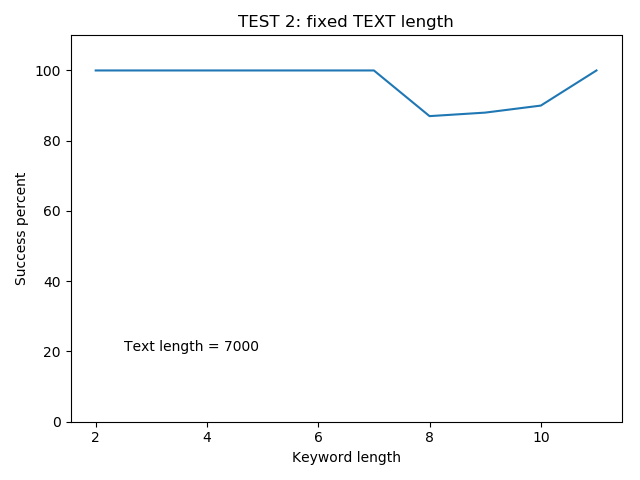 TEST 2: fixed TEXT length
100
80
60
40
20
0
Success percent
Text length = 7000
2 4 6 8 10
Keyword length